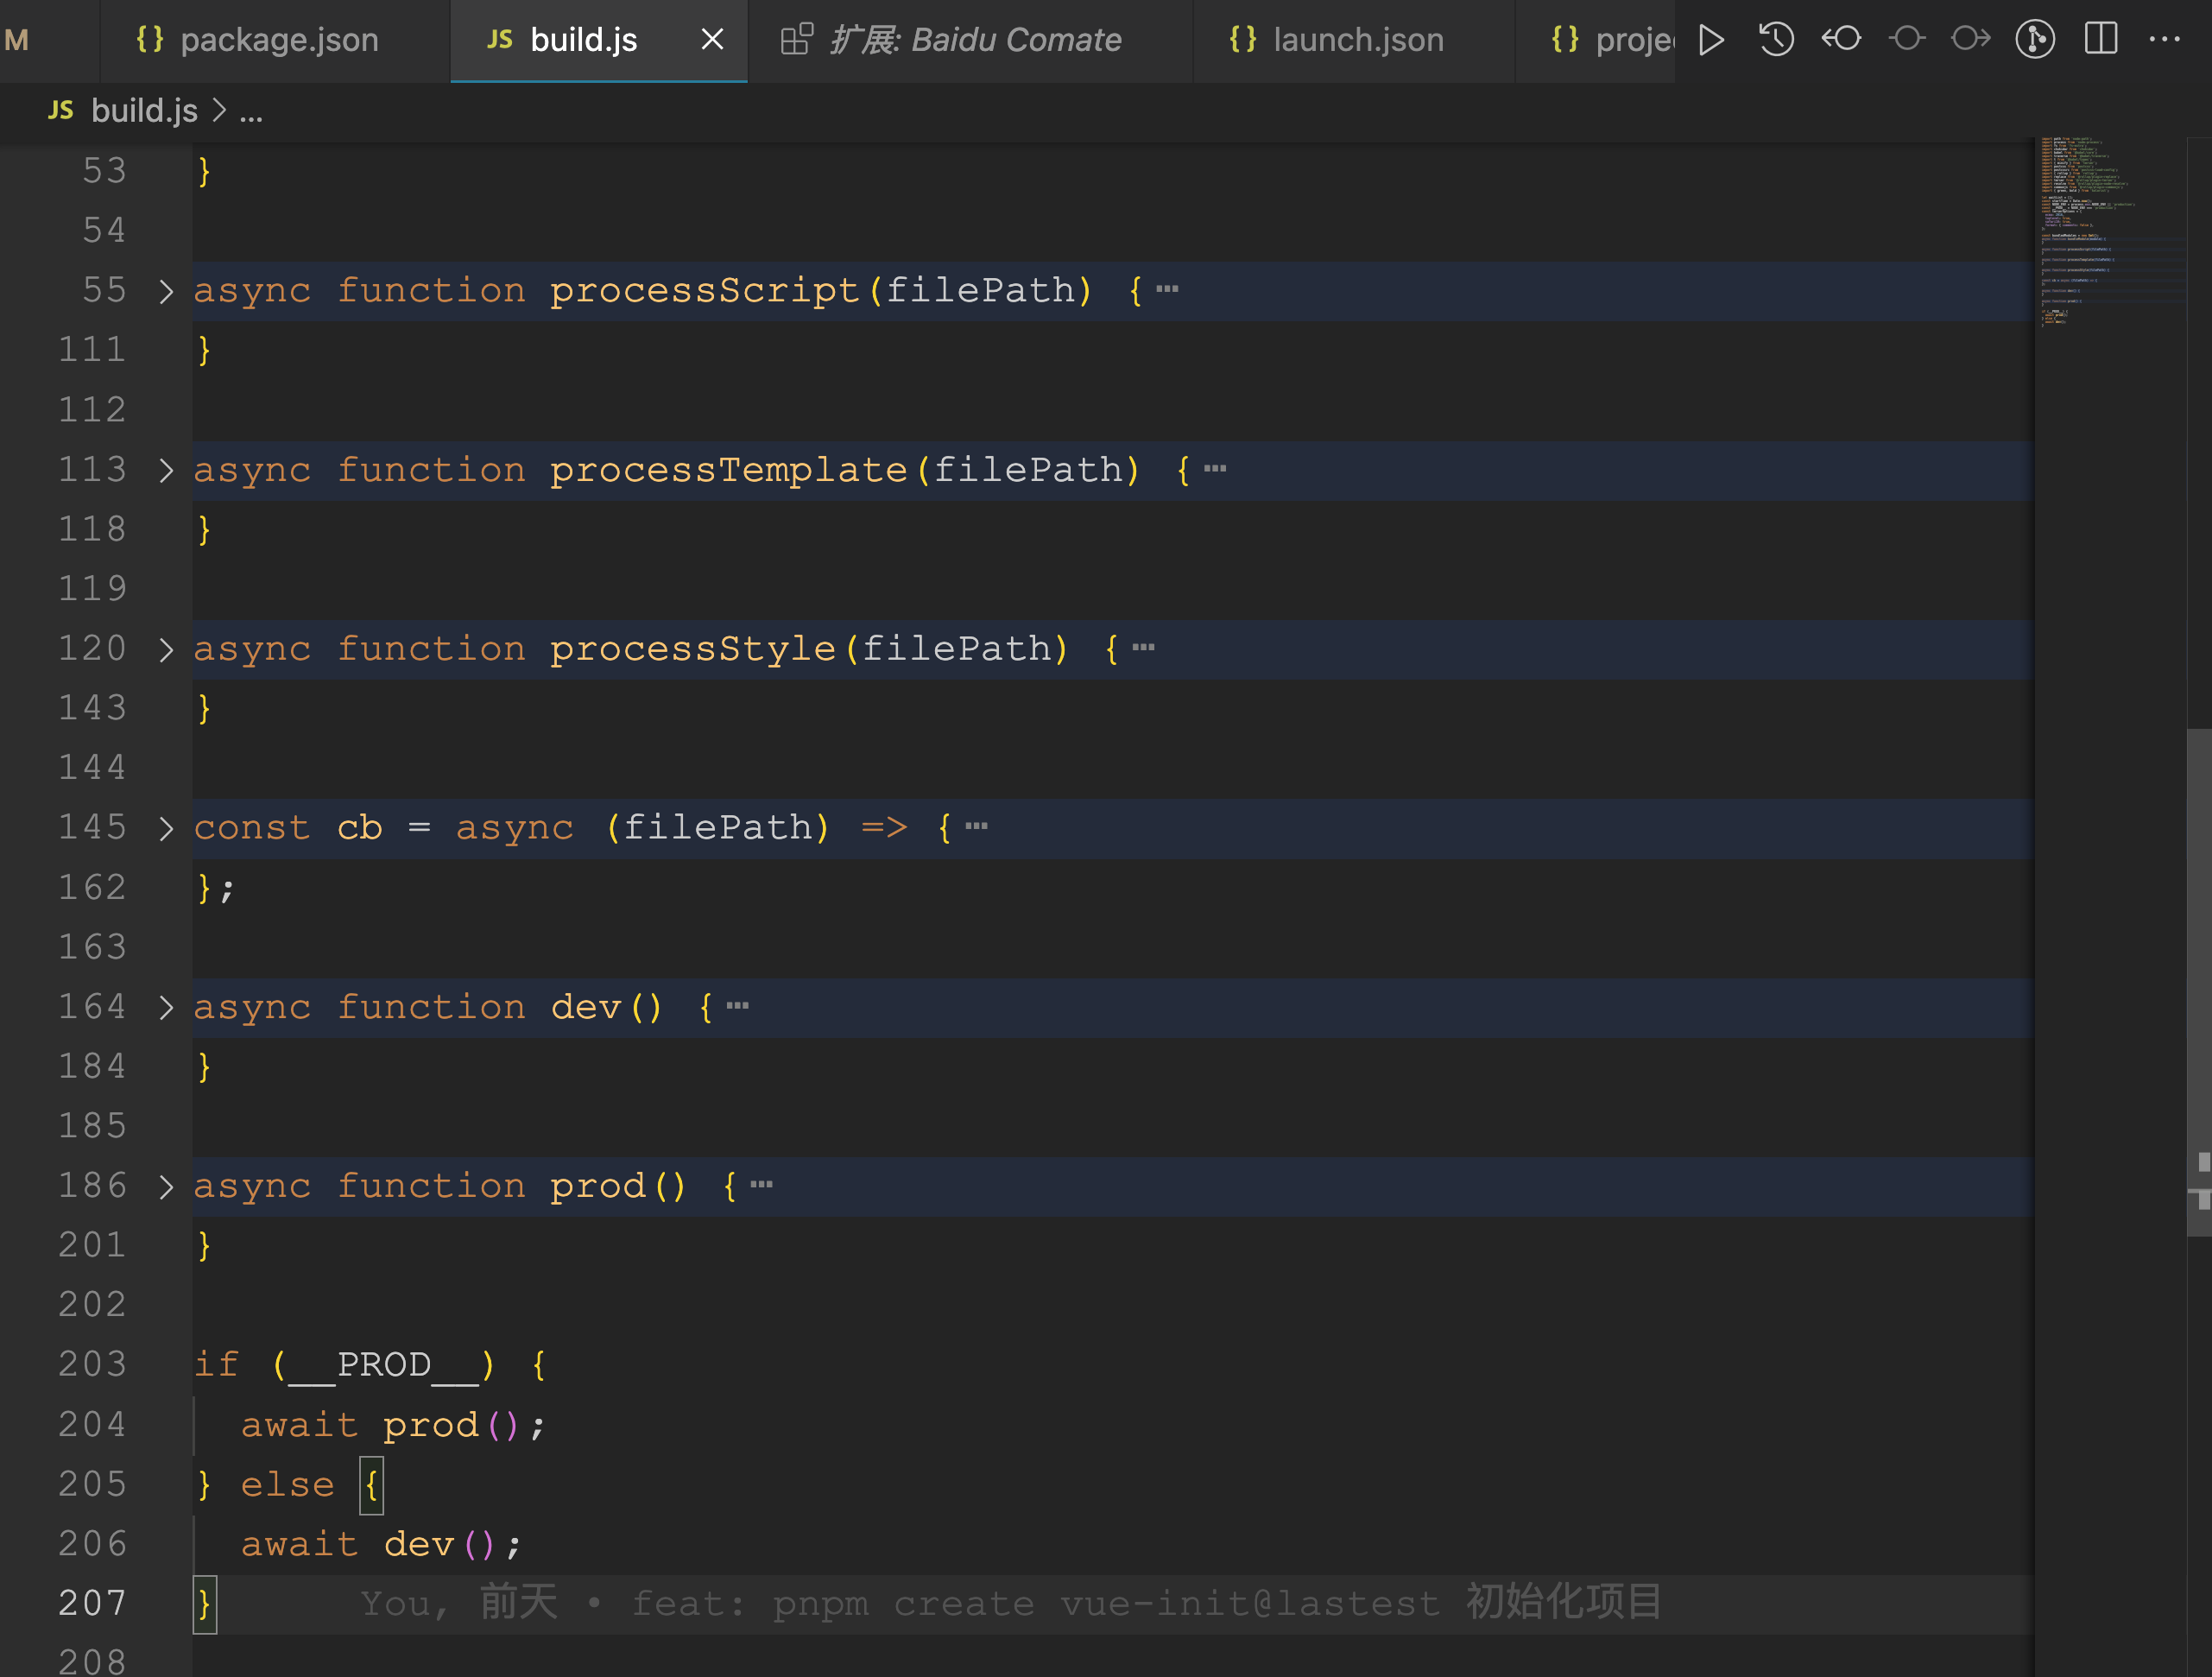 M {} package.json JS build.js × 扩展: Baidu Comate {} launch.json {} proje
JS build.js > ...
53 }
54
55 > async function processScript(filePath) { ⋯
111 }
112
113 > async function processTemplate(filePath) { ⋯
118 }
119
120 > async function processStyle(filePath) { ⋯
143 }
144
145 > const cb = async (filePath) => { ⋯
162 };
163
164 > async function dev() { ⋯
184 }
185
186 > async function prod() { ⋯
201 }
202
203 if (__PROD__) {
204 await prod();
205 } else {
206 await dev();
207 } You, 前天 • feat: pnpm create vue-init@lastest 初始化项目
208